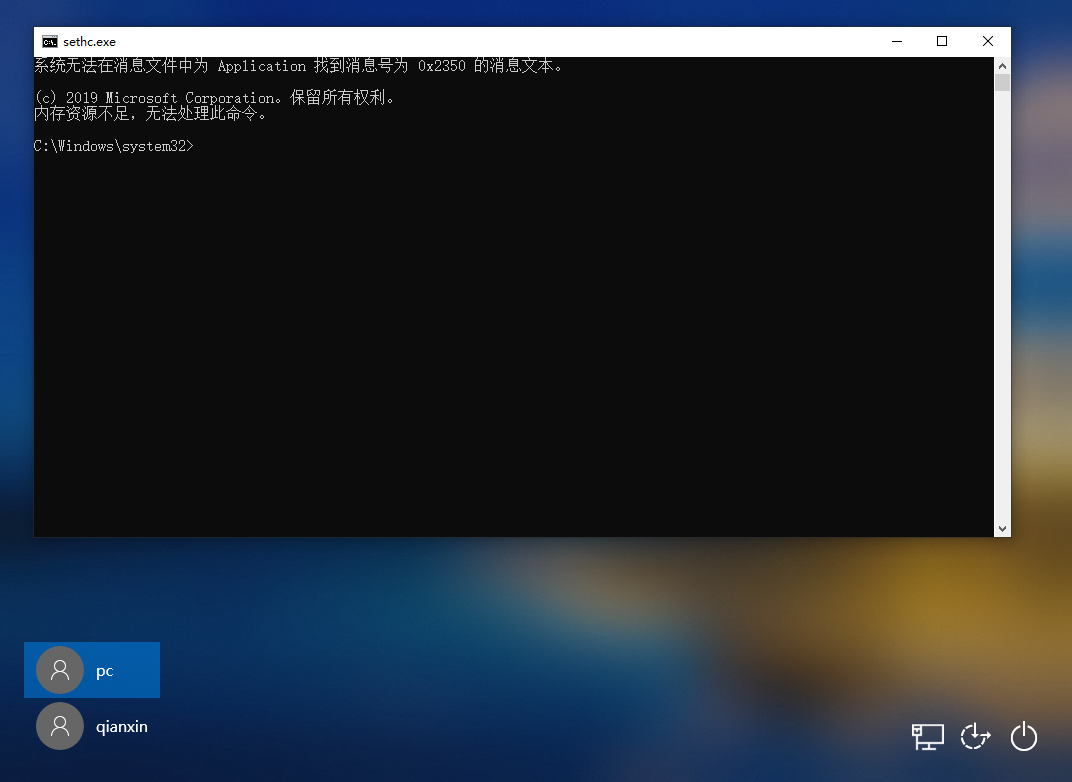 sethc.exe
系统无法在消息文件中为 Application 找到消息号为 0x2350 的消息文本。
(c) 2019 Microsoft Corporation。保留所有权利。
内存资源不足，无法处理此命令。
C:\Windows\system32>
pc
qianxin